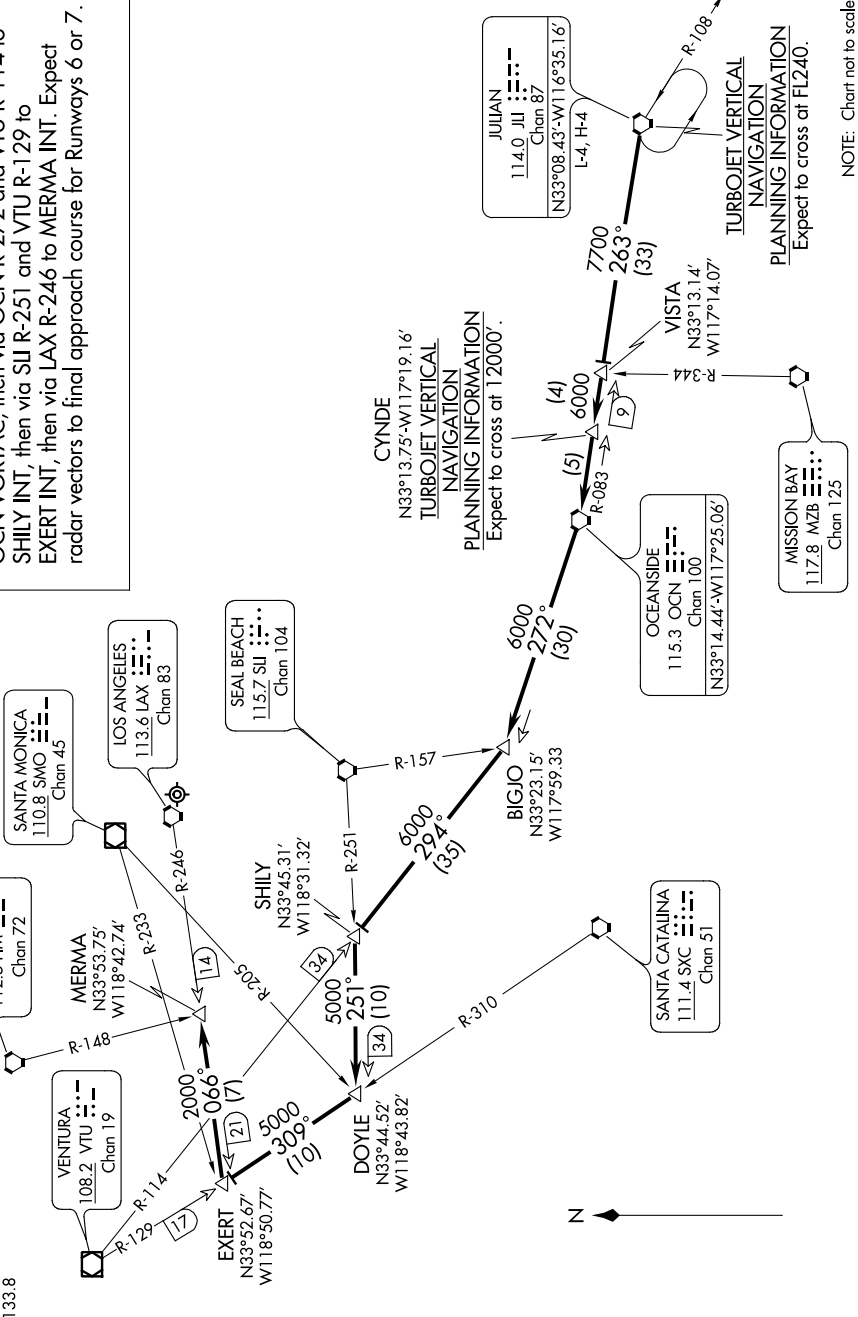 OCN VORTAC, then via OCN R-272 and VTU R-114 to
SHILY INT, then via SLI R-251 and VTU R-129 to
EXERT INT, then via LAX R-246 to MERMA INT. Expect
radar vectors to final approach course for Runways 6 or 7.
133.8
Chan 72
SANTA MONICA
110.8 SMO
Chan 45
LOS ANGELES
113.6 LAX
Chan 83
SEAL BEACH
115.7 SLI
Chan 104
VENTURA
108.2 VTU
Chan 19
MERMA
N33°53.75'
W118°42.74'
R-148
R-233
R-246
14
R-205
R-114
R-129
17
21
2000
066°
(7)
EXERT
N33°52.67'
W118°50.77'
5000
309°
(10)
DOYLE
N33°44.52'
W118°43.82'
34
5000
251°
(10)
34
SHILY
N33°45.31'
W118°31.32'
R-251
R-157
R-310
SANTA CATALINA
111.4 SXC
Chan 51
6000
294°
(35)
BIGJO
N33°23.15'
W117°59.33
6000
272°
(30)
OCEANSIDE
115.3 OCN
Chan 100
N33°14.44'-W117°25.06'
R-083
(5)
CYNDE
N33°13.75'-W117°19.16'
TURBOJET VERTICAL
NAVIGATION
PLANNING INFORMATION
Expect to cross at 12000'.
(4)
6000
9
VISTA
N33°13.14'
W117°14.07'
R-344
MISSION BAY
117.8 MZB
Chan 125
7700
263°
(33)
JULIAN
114.0 JLI
Chan 87
N33°08.43'-W116°35.16'
L-4, H-4
R-108
TURBOJET VERTICAL
NAVIGATION
PLANNING INFORMATION
Expect to cross at FL240.
N
NOTE: Chart not to scale